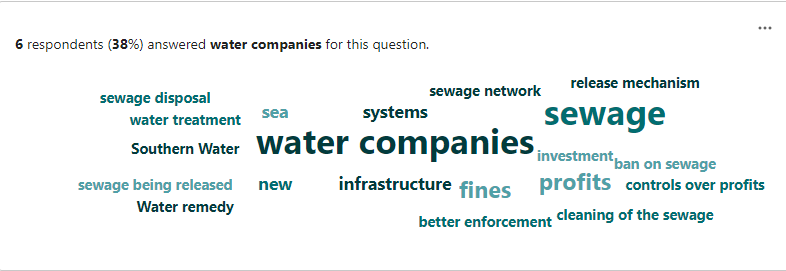 6 respondents (38%) answered water companies for this question.
release mechanism
sewage network
sewage disposal
sea
systems
sewage
water treatment
water companies
Southern Water
investment
ban on sewage
sewage being released
new
infrastructure
fines
profits
controls over profits
Water remedy
better enforcement
cleaning of the sewage